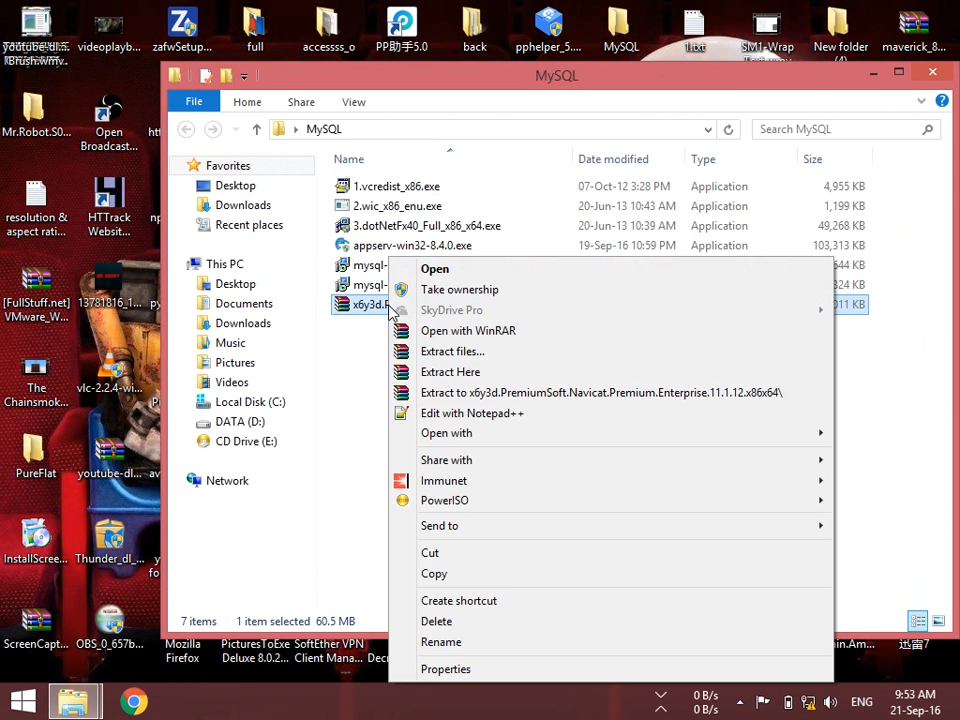 youtube-dl...
videoplayb...
zafwSetup...
full
accessss_o
PP助手5.0
back
pphelper_5....
MySQL
1.txt
SM1-Wrap
New folder
(4)
maverick_8...
MySQL
File
Home
Share
View
MySQL
Search MySQL
Mr.Robot.S0...
Open
Broadcast...
resolution &
aspect rati...
HTTrack
Websit...
[FullStuff.net]
VMware_W...
13781816_1...
The
Chainsmok...
vlc-2.2.4-wi...
PureFlat
youtube-dl...
InstallScree...
Thunder_dl_...
ScreenCapt...
OBS_0_657b...
Favorites
Desktop
Downloads
Recent places
This PC
Desktop
Documents
Downloads
Music
Pictures
Videos
Local Disk (C:)
DATA (D:)
CD Drive (E:)
Network
Name
Date modified
Type
Size
1.vcredist_x86.exe
07-Oct-12 3:28 PM
Application
4,955 KB
2.wic_x86_enu.exe
20-Jun-13 10:43 AM
Application
1,199 KB
3.dotNetFx40_Full_x86_x64.exe
20-Jun-13 10:39 AM
Application
49,268 KB
appserv-win32-8.4.0.exe
19-Sep-16 10:59 PM
Application
103,313 KB
mysql-
mysql-
x6y3d.
Open
Take ownership
SkyDrive Pro
Open with WinRAR
Extract files...
Extract Here
Extract to x6y3d.PremiumSoft.Navicat.Premium.Enterprise.11.1.12.x86x64\
Edit with Notepad++
Open with
Share with
Immunet
PowerISO
Send to
Cut
Copy
Create shortcut
Delete
Rename
Properties
7 items
1 item selected
60.5 MB
Mozilla
Firefox
PicturesToExe
Deluxe 8.0.2...
SoftEther VPN
Client Mana...
迅雷7
0 B/s
0 B/s
ENG
9:53 AM
21-Sep-16